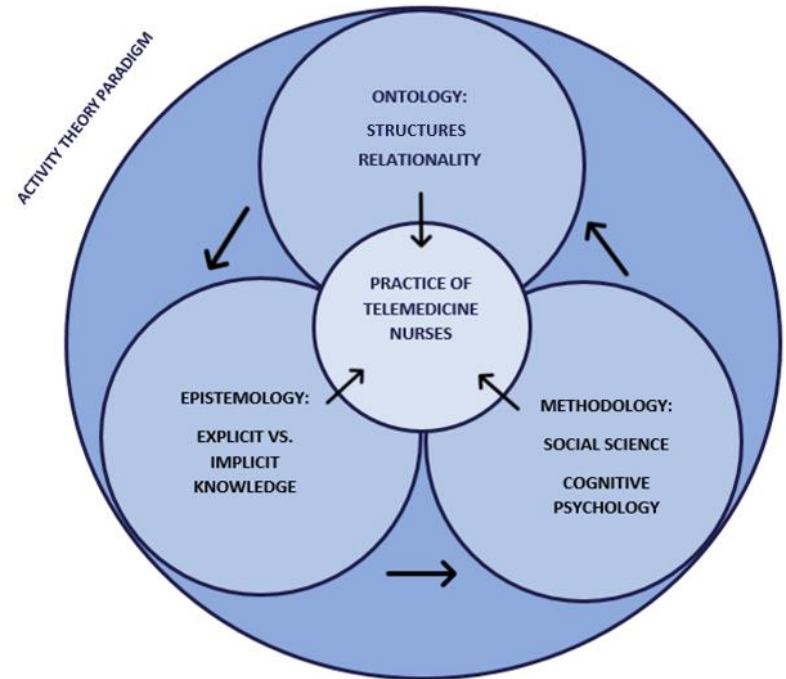 ACTIVITY THEORY PARADIGM
ONTOLOGY:
STRUCTURES
RELATIONALITY
PRACTICE OF
TELEMEDICINE
NURSES
EPISTEMOLOGY:
EXPLICIT VS.
IMPLICIT
KNOWLEDGE
METHODOLOGY:
SOCIAL SCIENCE
COGNITIVE
PSYCHOLOGY